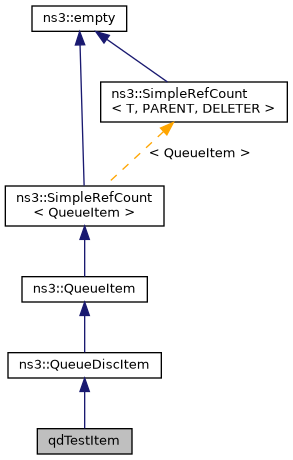 ns3::empty
ns3::SimpleRefCount
< T, PARENT, DELETER >
< QueueItem >
ns3::SimpleRefCount
< QueueItem >
ns3::QueueItem
ns3::QueueDiscItem
qdTestItem